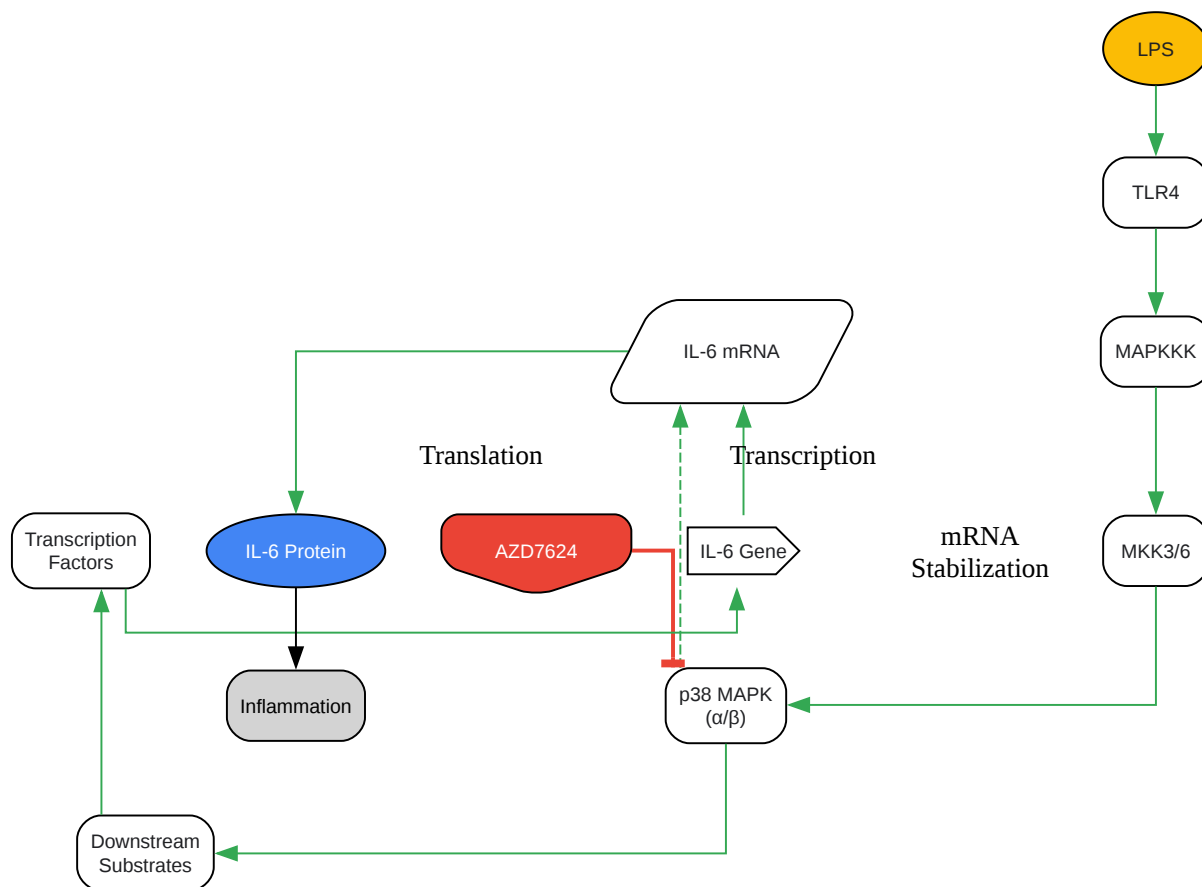 LPS
TLR4
MAPKKK
IL-6 mRNA
Translation
Transcription
Transcription
Factors
IL-6 Protein
AZD7624
IL-6 Gene
mRNA
Stabilization
MKK3/6
Inflammation
p38 MAPK
(α/β)
Downstream
Substrates